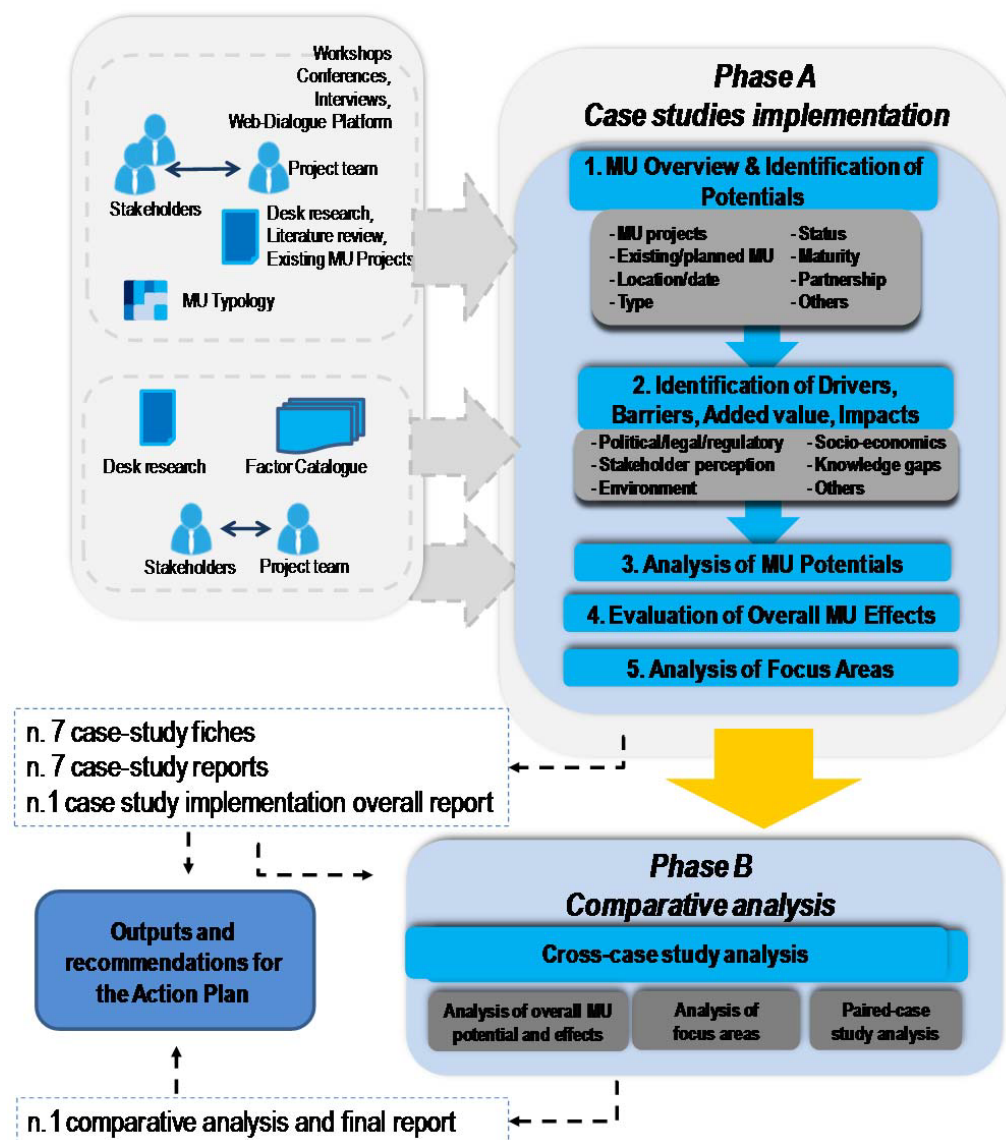 Workshops
Conferences,
Interviews,
Web-Dialogue Platform
Project team
Stakeholders
Desk research,
Literature review,
Existing MU Projects
MU Typology
Desk research
Factor Catalogue
Stakeholders
Project team
Phase A
Case studies implementation
1. MU Overview & Identification of
Potentials
- MU projects
- Existing/planned MU
- Location/date
- Type
- Status
- Maturity
- Partnership
- Others
2. Identification of Drivers,
Barriers, Added value, Impacts
- Political/legal/regulatory
- Stakeholder perception
- Environment
- Socio-economics
- Knowledge gaps
- Others
3. Analysis of MU Potentials
4. Evaluation of Overall MU Effects
5. Analysis of Focus Areas
n. 7 case-study fiches
n. 7 case-study reports
n.1 case study implementation overall report
Phase B
Comparative analysis
Cross-case study analysis
Analysis of overall MU
potential and effects
Analysis of
focus areas
Paired-case
study analysis
Outputs and
recommendations for
the Action Plan
n.1 comparative analysis and final report